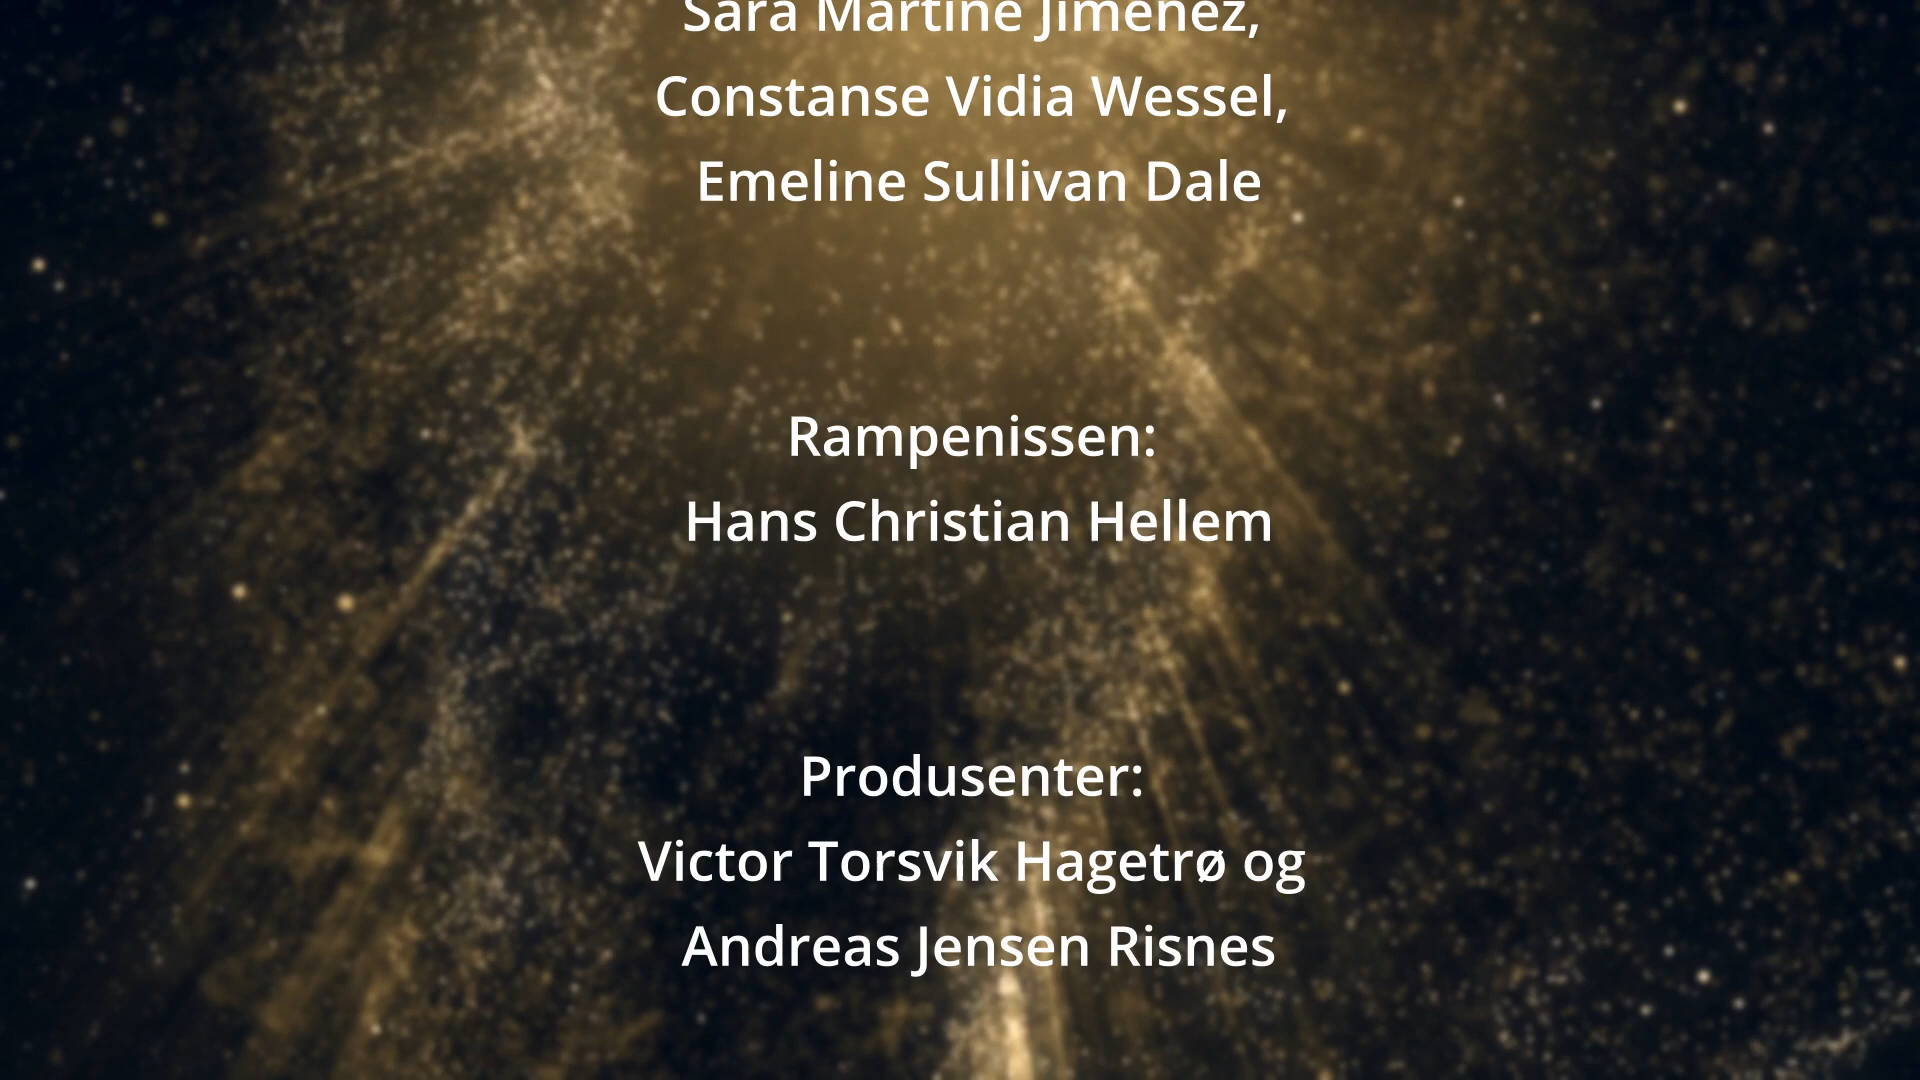 Sara Martine Jimenez,
Constanse Vidia Wessel,
Emeline Sullivan Dale
Rampenissen:
Hans Christian Hellem
Produsenter:
Victor Torsvik Hagetrø og
Andreas Jensen Risnes